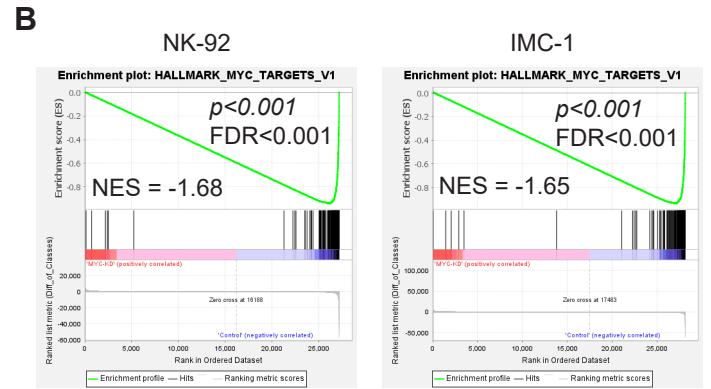 B
NK-92
IMC-1
Enrichment plot: HALLMARK_MYC_TARGETS_V1
Enrichment score (ES)
0.0
-0.2
-0.4
-0.6
-0.8
p<0.001
FDR<0.001
NES = -1.68
'MYC-KD' (positively correlated)
Ranked list metric (Diff_of_Classes)
20,000
0
-20,000
-40,000
-60,000
Zero cross at 16188
'Control' (negatively correlated)
0
5,000
10,000
15,000
20,000
25,000
Rank in Ordered Dataset
Enrichment profile
Hits
Ranking metric scores
Enrichment plot: HALLMARK_MYC_TARGETS_V1
Enrichment score (ES)
0.0
-0.2
-0.4
-0.6
-0.8
p<0.001
FDR<0.001
NES = -1.65
'MYC-KD' (positively correlated)
Ranked list metric (Diff_of_Classes)
100,000
50,000
0
-50,000
Zero cross at 17483
'Control' (negatively correlated)
0
5,000
10,000
15,000
20,000
25,000
Rank in Ordered Dataset
Enrichment profile
Hits
Ranking metric scores